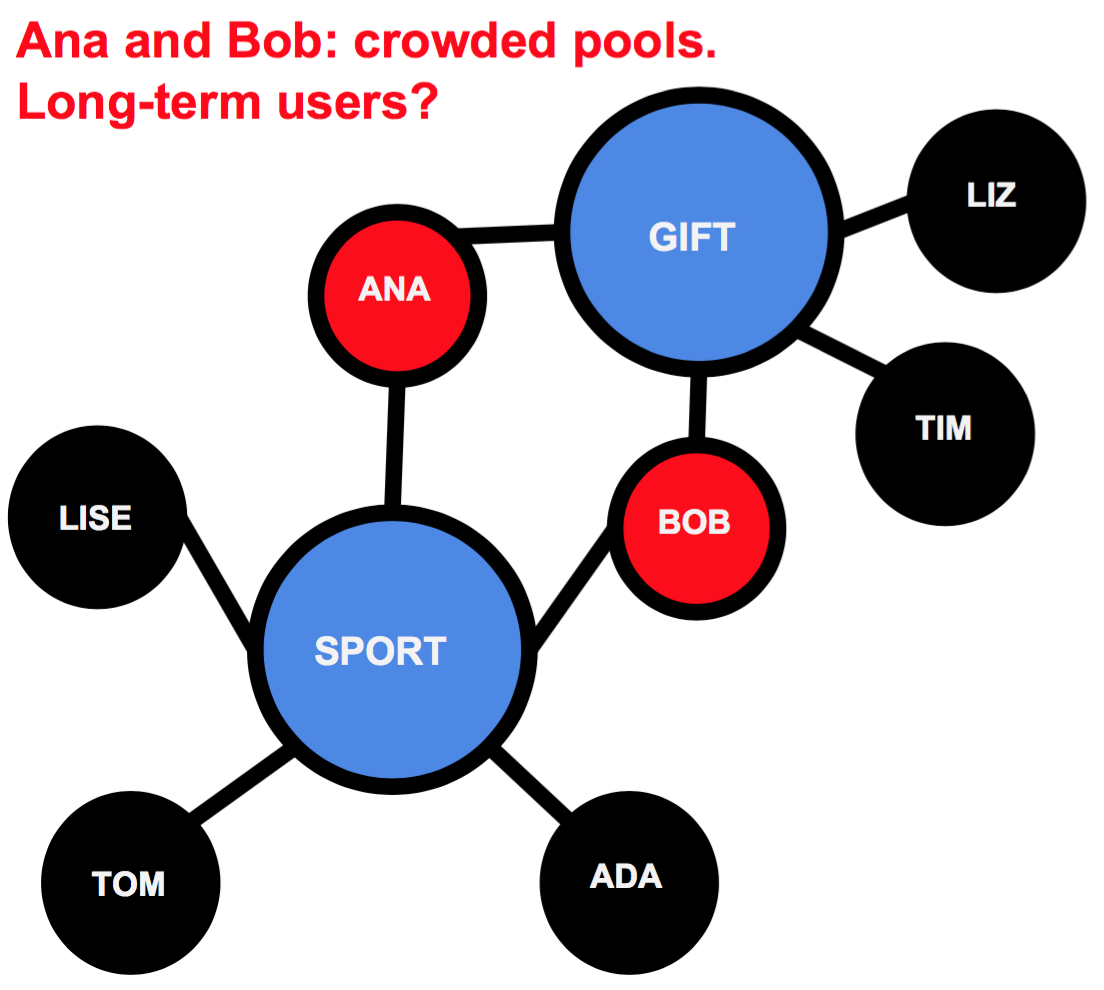 Ana and Bob: crowded pools.
Long-term users?
LIZ
GIFT
ANA
TIM
LISE
BOB
SPORT
TOM
ADA